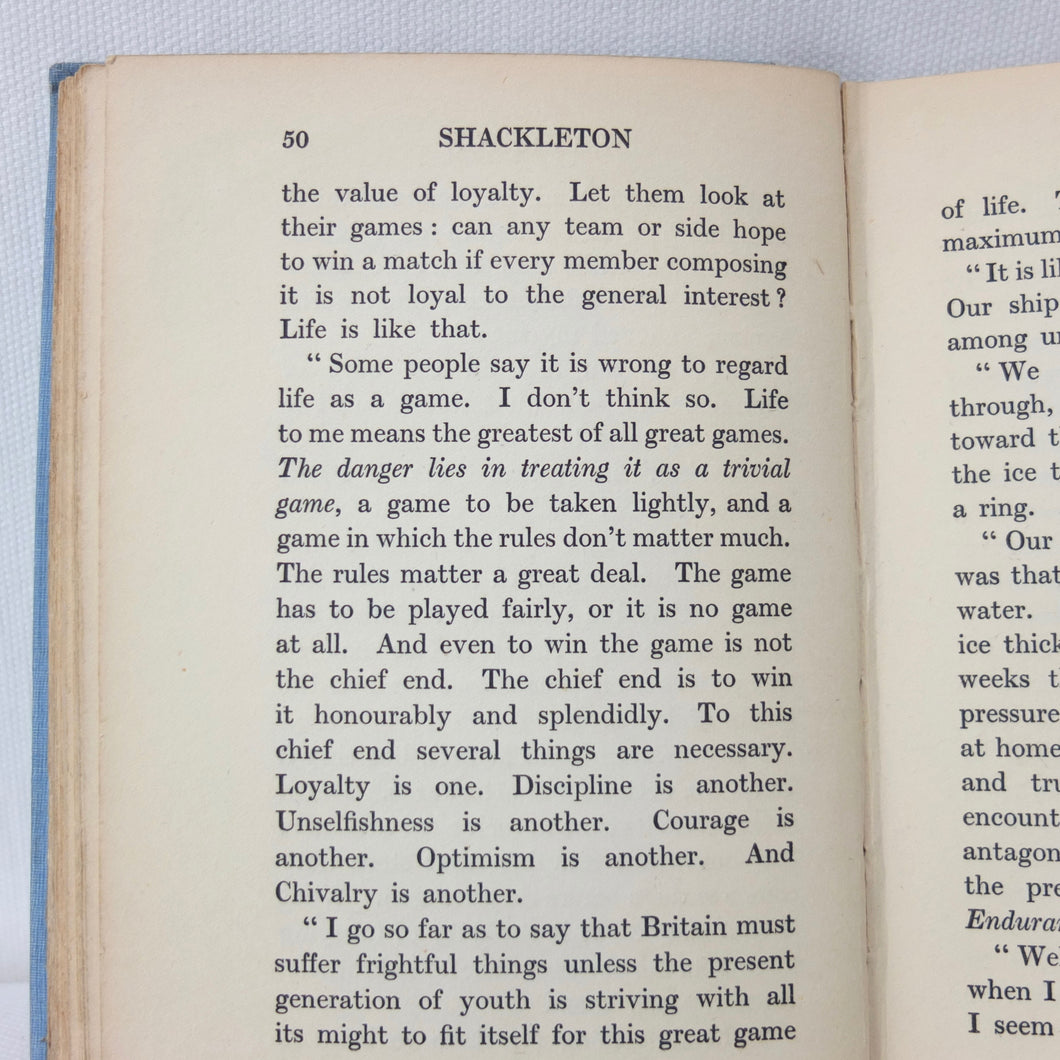 50 SHACKLETON
the value of loyalty. Let them look at
their games : can any team or side hope
to win a match if every member composing
it is not loyal to the general interest ?
Life is like that.
“ Some people say it is wrong to regard
life as a game. I don’t think so. Life
to me means the greatest of all great games.
The danger lies in treating it as a trivial
game, a game to be taken lightly, and a
game in which the rules don’t matter much.
The rules matter a great deal. The game
has to be played fairly, or it is no game
at all. And even to win the game is not
the chief end. The chief end is to win
it honourably and splendidly. To this
chief end several things are necessary.
Loyalty is one. Discipline is another.
Unselfishness is another. Courage is
another. Optimism is another. And
Chivalry is another.
“ I go so far as to say that Britain must
suffer frightful things unless the present
generation of youth is striving with all
its might to fit itself for this great game
of life.
maximum
“ It is
Our ship
among
“ We
through,
toward
the ice
a ring.
“ Our
was that
water.
ice
weeks
pressure
at home
and
encount
antagon
the
“
when I
I seem